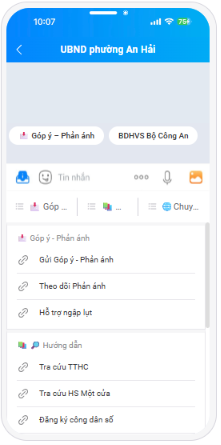 10:07
75
UBND phường An Hải
Góp ý – Phản ánh
BDHVS Bộ Công An
Tin nhắn
Góp ...
...
Chuy...
Góp ý - Phản ánh
Gửi Góp ý - Phản ánh
Theo dõi Phản ánh
Hỗ trợ ngập lụt
Hướng dẫn
Tra cứu TTHC
Tra cứu HS Một cửa
Đăng ký công dân số